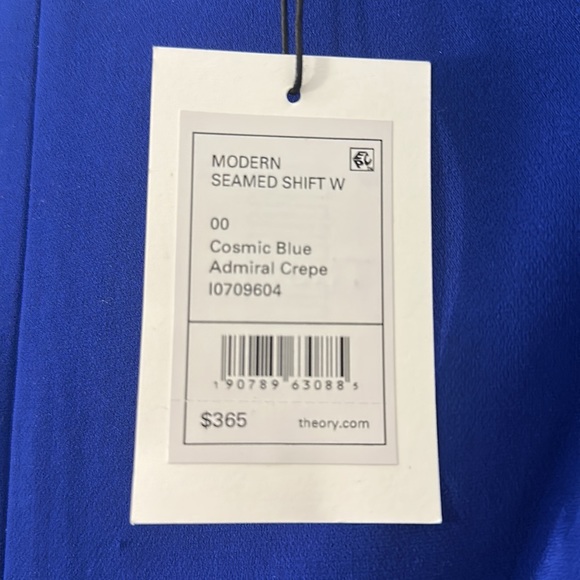 MODERN
SEAMED SHIFT W
00
Cosmic Blue
Admiral Crepe
I0709604
1 90789 63088 5
$365 theory.com